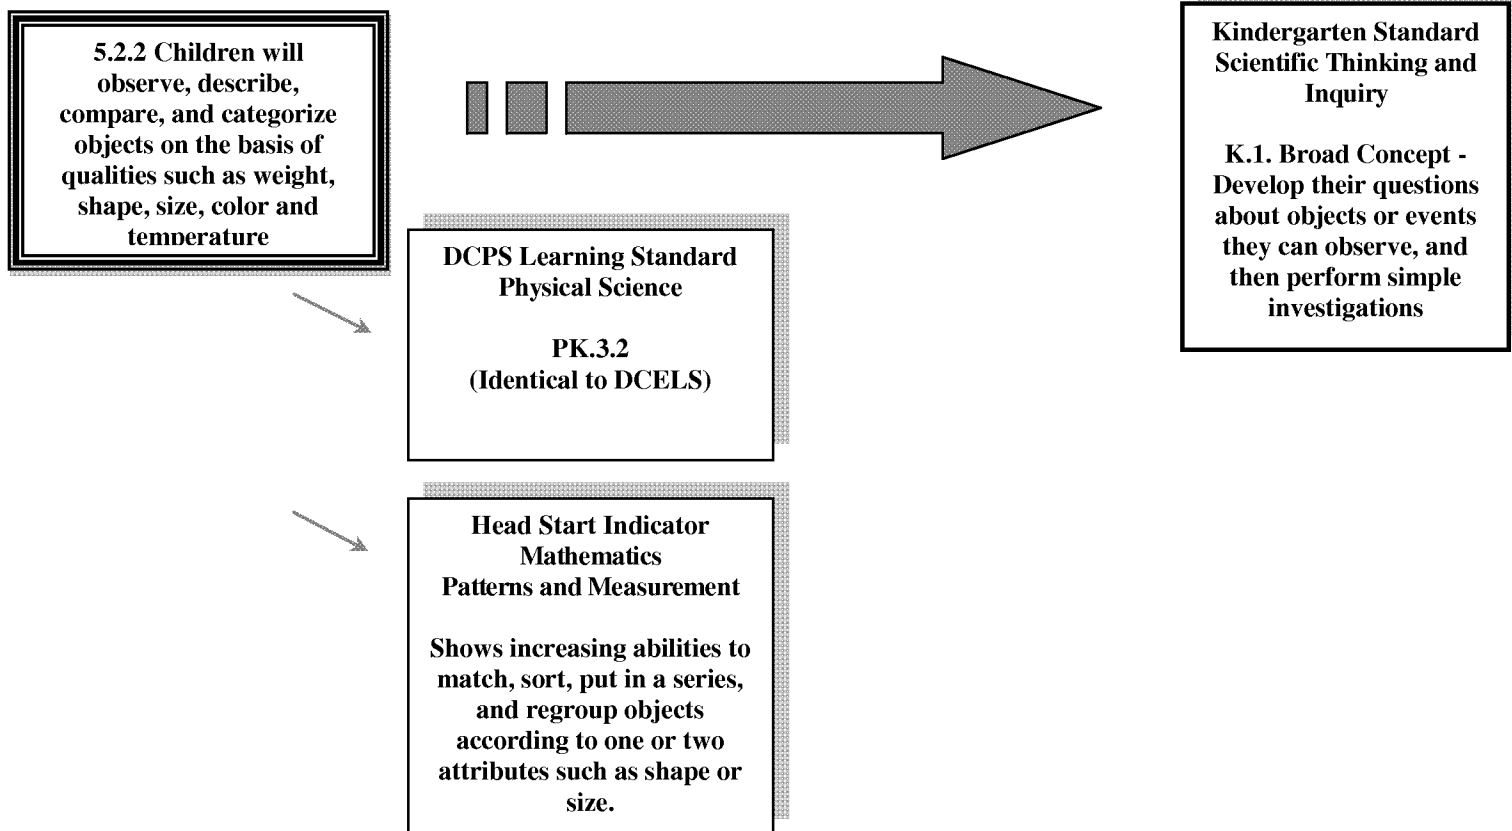 5.2.2 Children will
observe, describe,
compare, and categorize
objects on the basis of
qualities such as weight,
shape, size, color and
temperature
Kindergarten Standard
Scientific Thinking and
Inquiry
K.1. Broad Concept -
Develop their questions
about objects or events
they can observe, and
then perform simple
investigations
DCPS Learning Standard
Physical Science
PK.3.2
(Identical to DCELS)
Head Start Indicator
Mathematics
Patterns and Measurement
Shows increasing abilities to
match, sort, put in a series,
and regroup objects
according to one or two
attributes such as shape or
size.